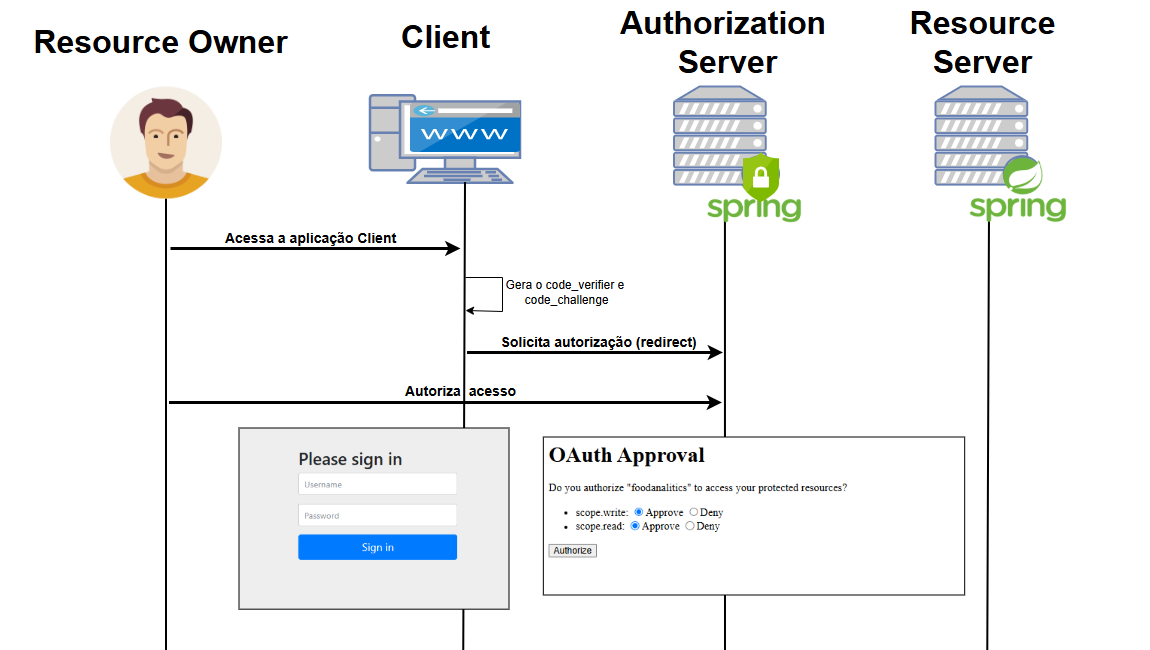 Resource Owner
Client
Authorization
Server
Resource
Server
WWW
spring
spring
Acessa a aplicação Client
Gera o code_verifier e
code_challenge
Solicita autorização (redirect)
Autoriza acesso
Please sign in
Username
Password
Sign in
OAuth Approval
Do you authorize "foodanalitics" to access your protected resources?
• scope.write: Approve Deny
• scope.read: Approve Deny
Authorize